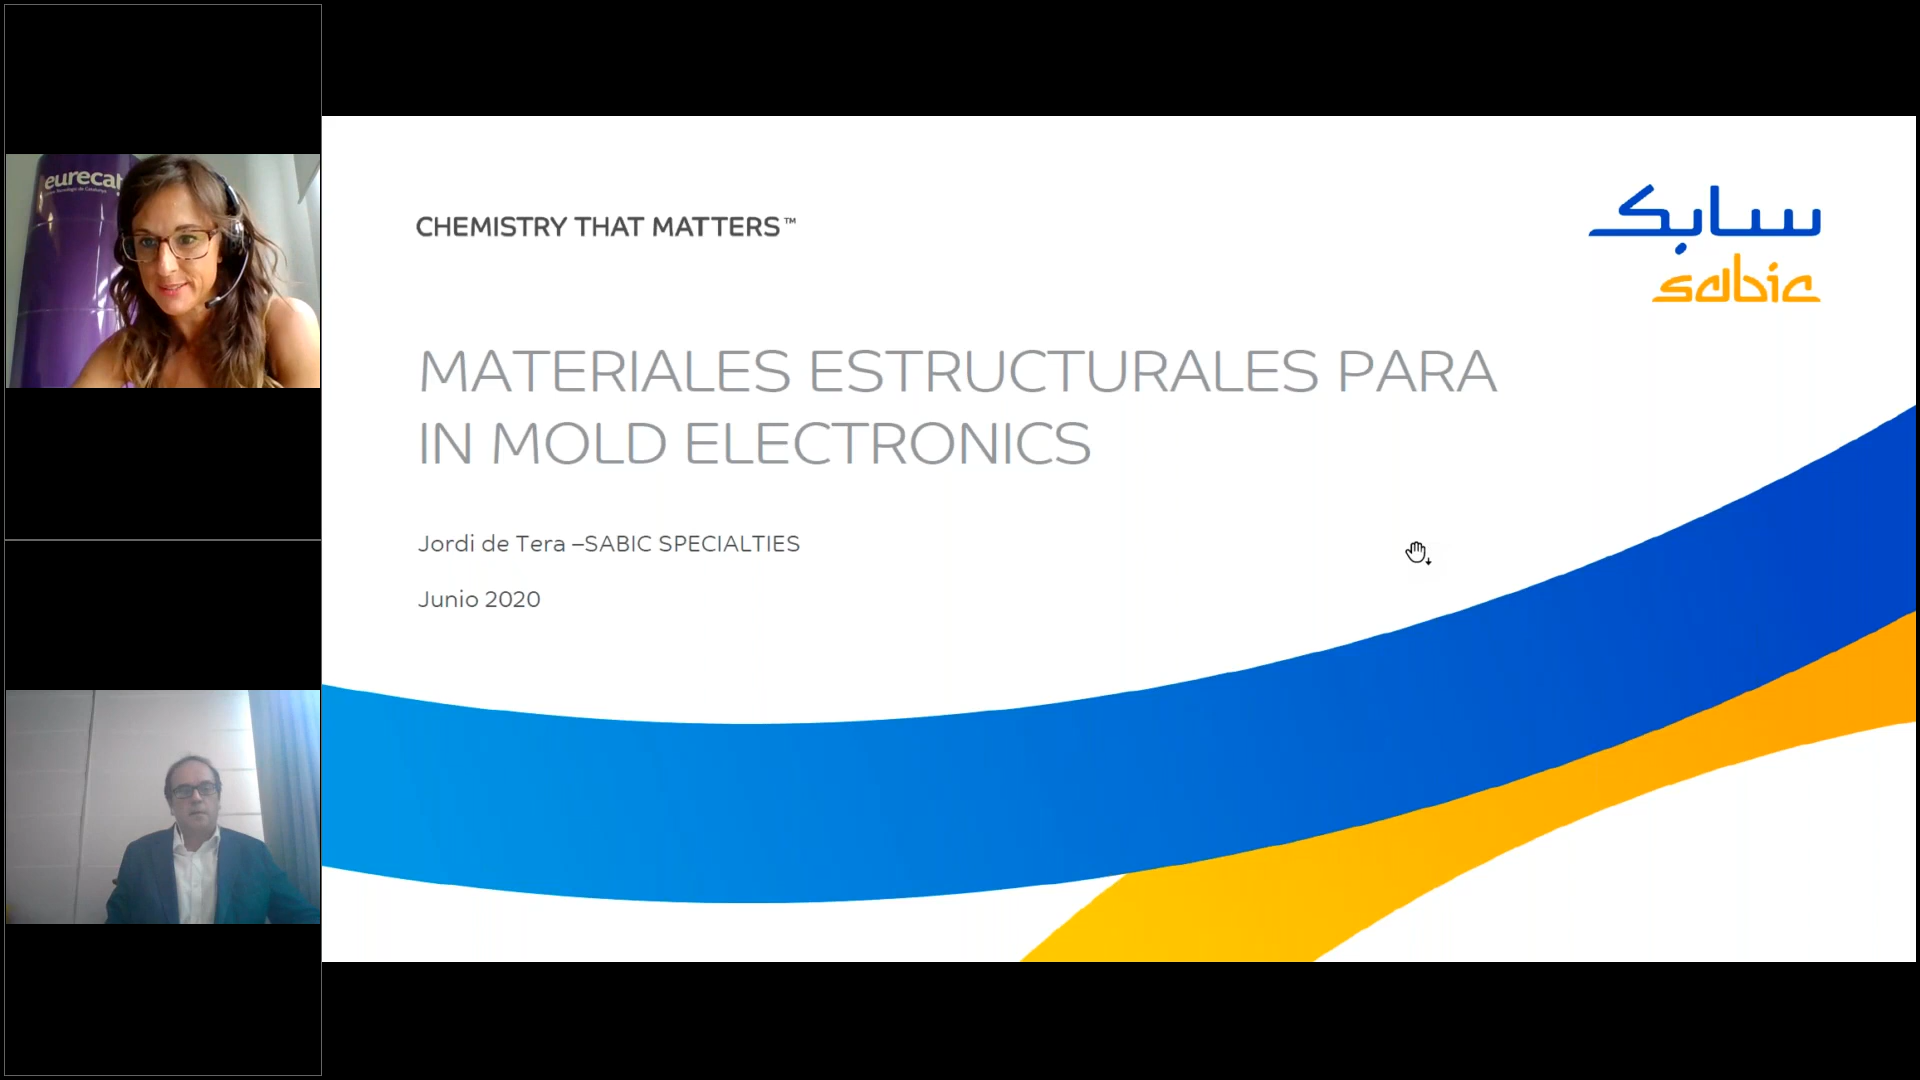 eurecat
CHEMISTRY THAT MATTERS™
سابك
sabic
MATERIALES ESTRUCTURALES PARA
IN MOLD ELECTRONICS
Jordi de Tera –SABIC SPECIALTIES
Junio 2020